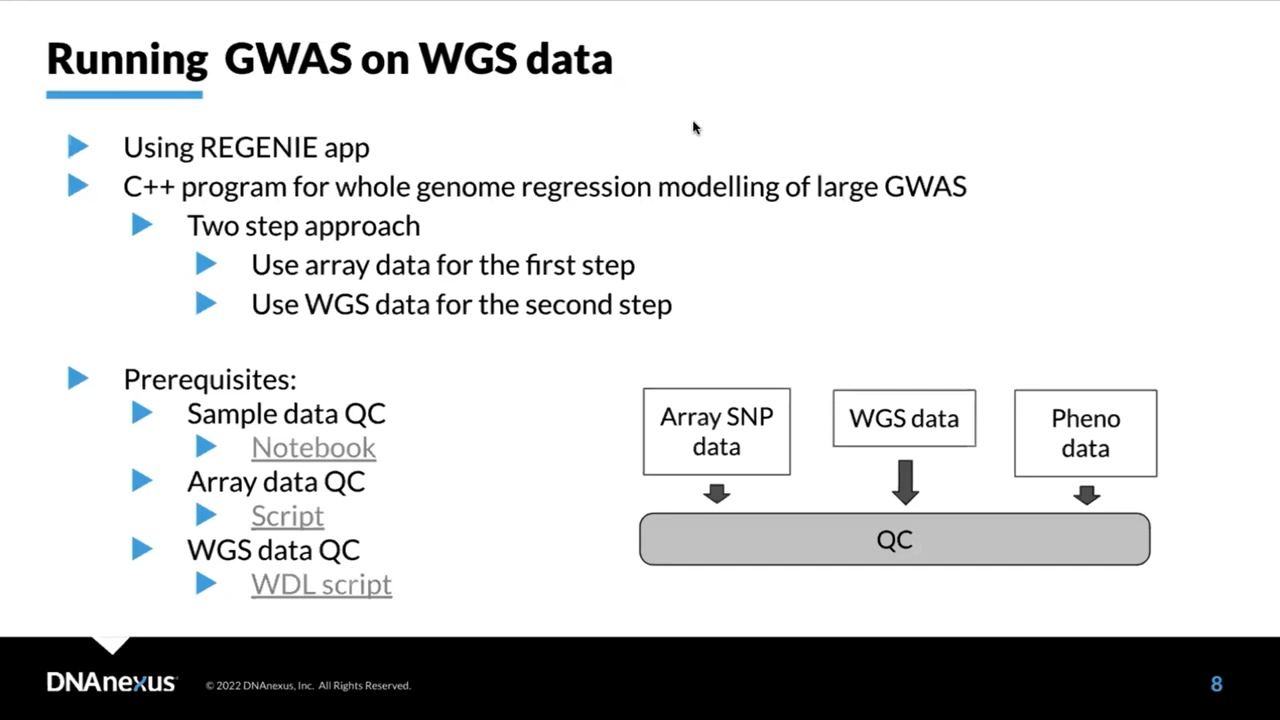 Running GWAS on WGS data
Using REGENIE app
C++ program for whole genome regression modelling of large GWAS
Two step approach
Use array data for the first step
Use WGS data for the second step
Prerequisites:
Sample data QC
Notebook
Array data QC
Script
WGS data QC
WDL script
Array SNP
data
WGS data
Pheno
data
QC
DNAnexus
© 2022 DNAnexus, Inc. All Rights Reserved.
8